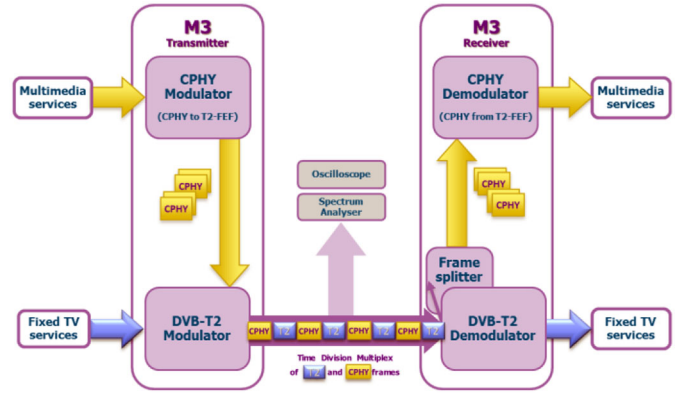 M3
Transmitter
M3
Receiver
Multimedia
services
CPHY
Modulator
(CPHY to T2-FEF)
CPHY
Demodulator
(CPHY from T2-FEF)
Multimedia
services
CPHY
CPHY
Oscilloscope
Spectrum
Analyser
CPHY
CPHY
Frame
splitter
Fixed TV
services
DVB-T2
Modulator
CPHY T2 CPHY T2 CPHY T2 CPHY T2
DVB-T2
Demodulator
Fixed TV
services
Time Division Multiplex
of T2 and CPHY frames